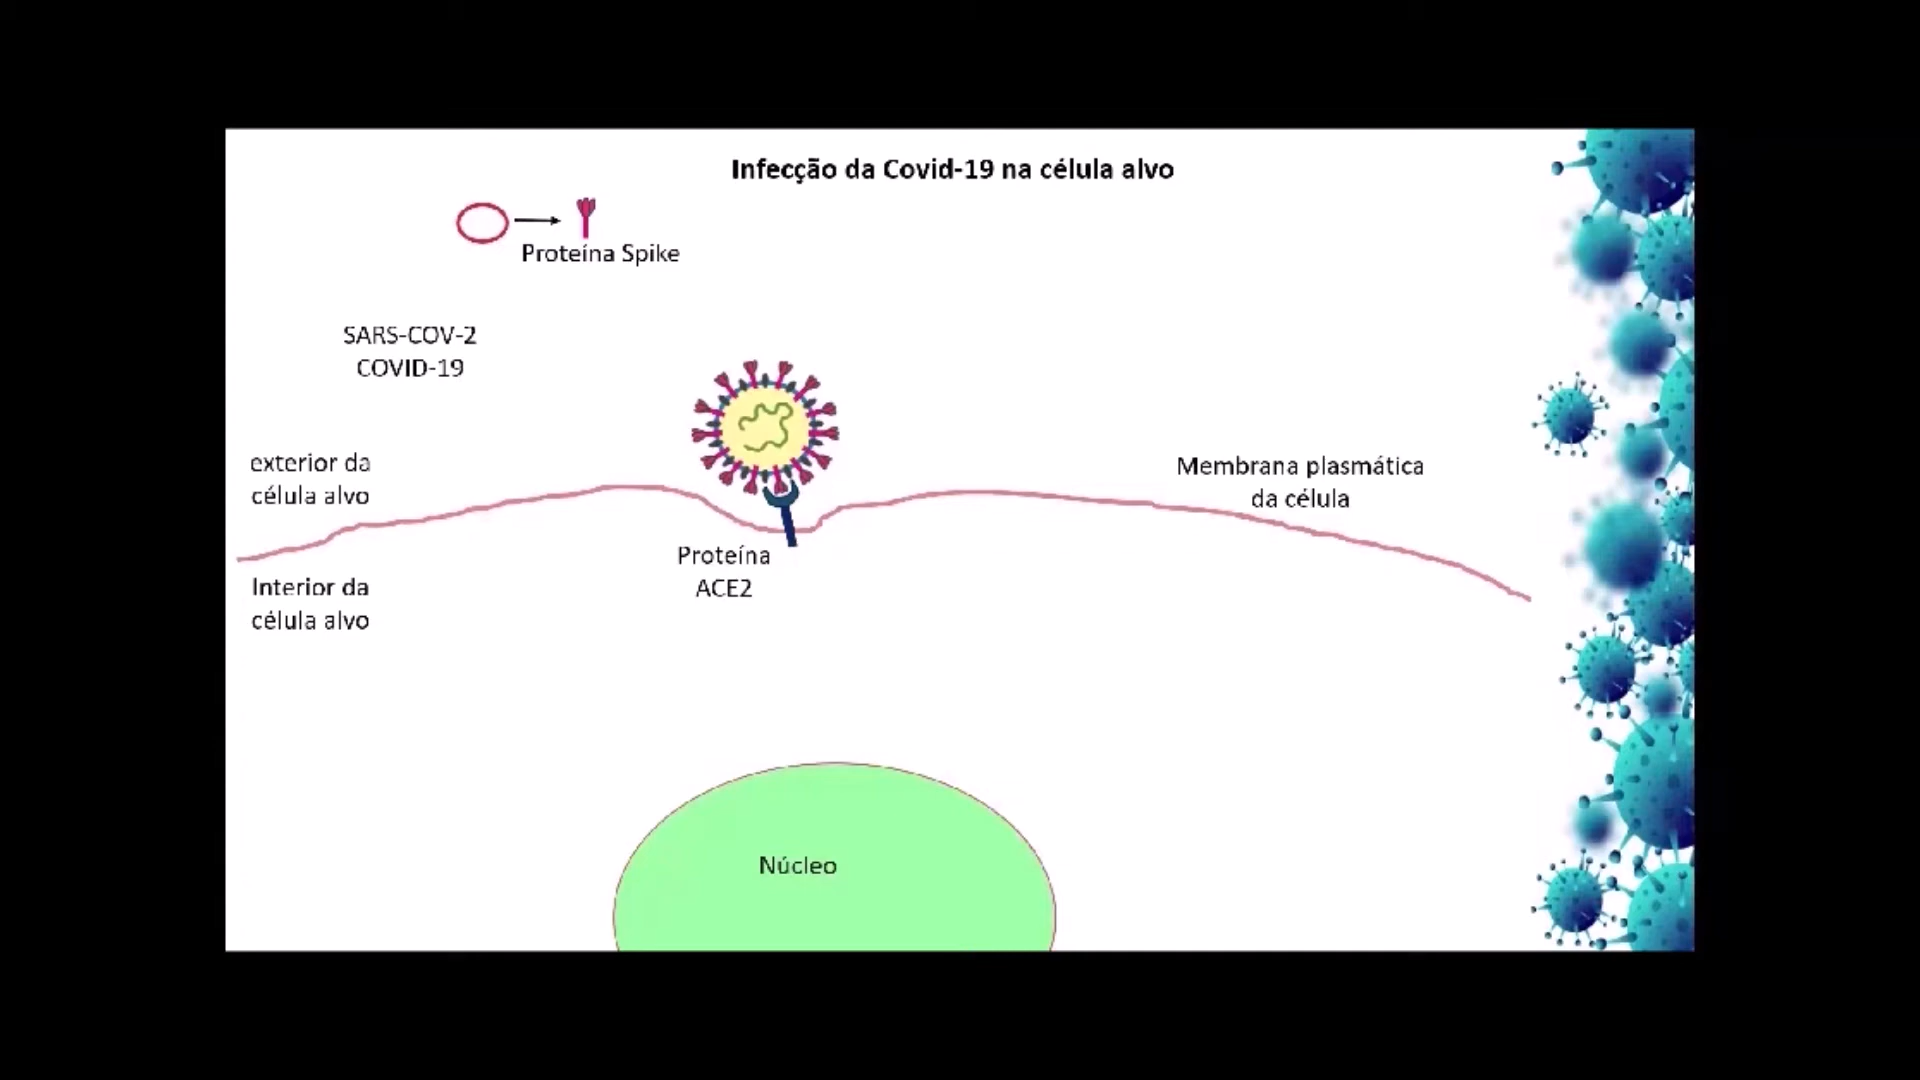 Infecção da Covid-19 na célula alvo
Proteína Spike
SARS-COV-2
COVID-19
exterior da
célula alvo
Membrana plasmática
da célula
Proteína
ACE2
Interior da
célula alvo
Núcleo